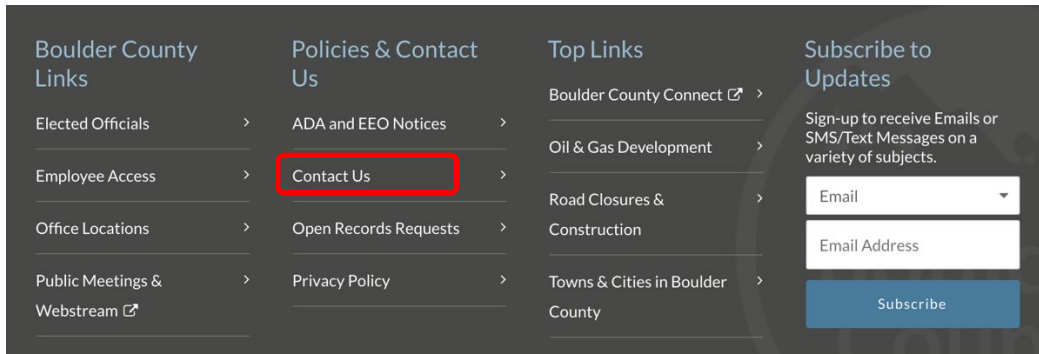 Boulder County
Links
Elected Officials
Employee Access
Office Locations
Public Meetings &
Webstream
Policies & Contact
Us
ADA and EEO Notices
Contact Us
Open Records Requests
Privacy Policy
Top Links
Boulder County Connect
Oil & Gas Development
Road Closures &
Construction
Towns & Cities in Boulder
County
Subscribe to
Updates
Sign-up to receive Emails or
SMS/Text Messages on a
variety of subjects.
Email
Email Address
Subscribe